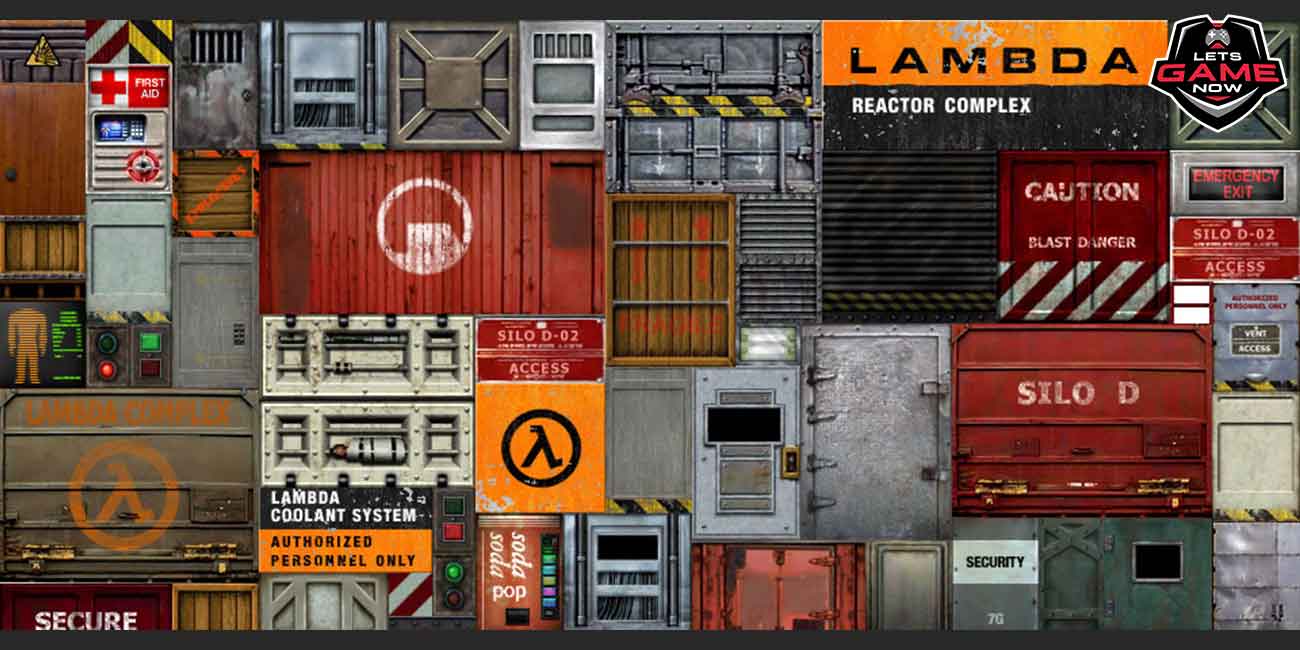 LAMBDA
REACTOR COMPLEX
LETS
GAME
NOW
FIRST
AID
CAUTION
BLAST DANGER
EMERGENCY
EXIT
SILO D-02
ACCESS
AUTHORIZED
PERSONNEL ONLY
VENT
ACCESS
EXPLOSIVES
FRAGILE
SILO D-02
ACCESS
SILO D
LAMBDA COMPLEX
LAMBDA
COOLANT SYSTEM
AUTHORIZED
PERSONNEL ONLY
soda
soda
pop
SECURITY
7G
SECURE